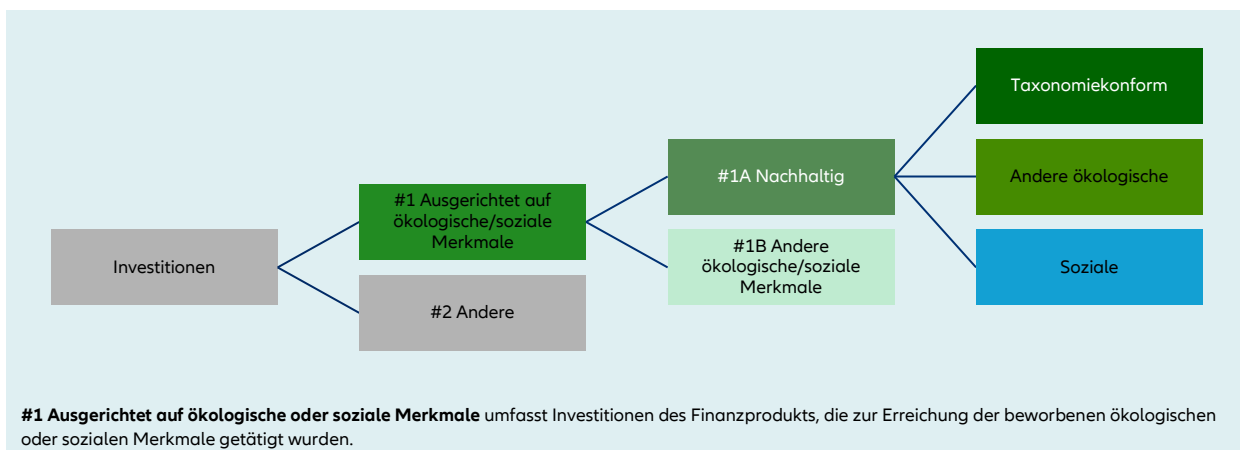 Investitionen
#1 Ausgerichtet auf
ökologische/soziale
Merkmale
#2 Andere
#1A Nachhaltig
#1B Andere
ökologische/soziale
Merkmale
Taxonomiekonform
Andere ökologische
Soziale
#1 Ausgerichtet auf ökologische oder soziale Merkmale umfasst Investitionen des Finanzprodukts, die zur Erreichung der beworbenen ökologischen
oder sozialen Merkmale getätigt wurden.